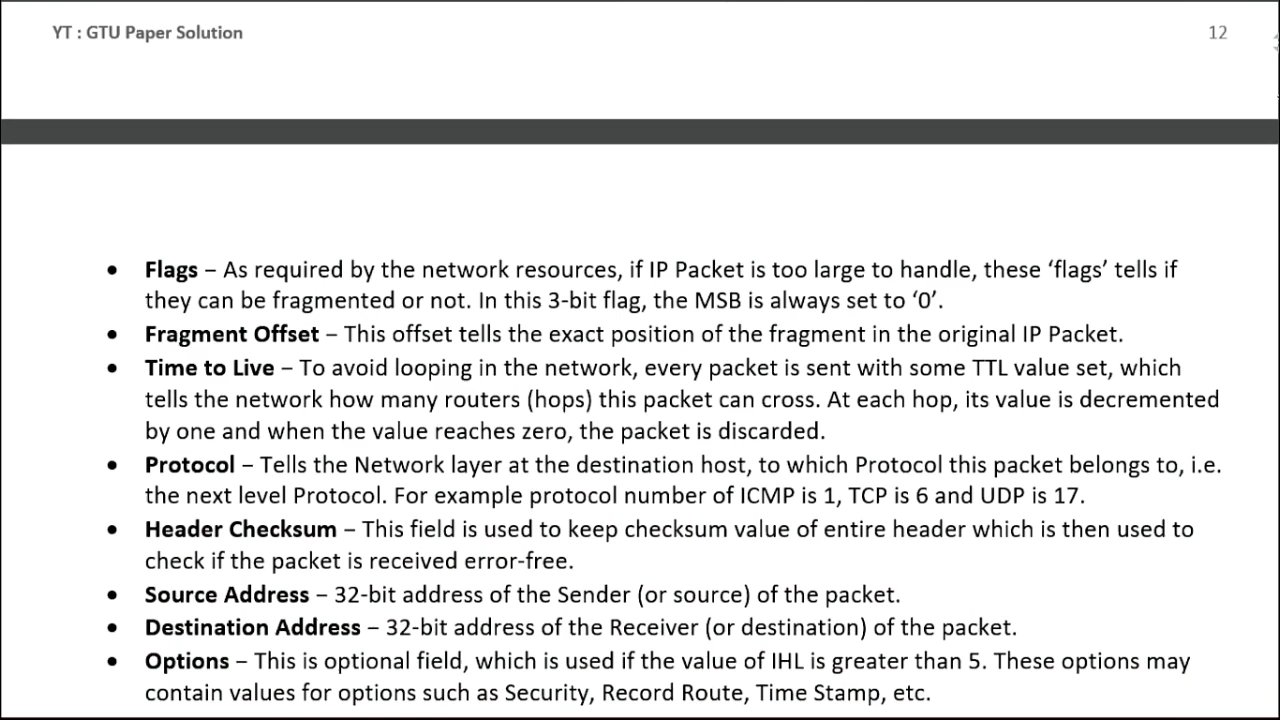 YT : GTU Paper Solution
12
• Flags – As required by the network resources, if IP Packet is too large to handle, these ‘flags’ tells if
they can be fragmented or not. In this 3-bit flag, the MSB is always set to ‘0’.
• Fragment Offset – This offset tells the exact position of the fragment in the original IP Packet.
• Time to Live – To avoid looping in the network, every packet is sent with some TTL value set, which
tells the network how many routers (hops) this packet can cross. At each hop, its value is decremented
by one and when the value reaches zero, the packet is discarded.
• Protocol – Tells the Network layer at the destination host, to which Protocol this packet belongs to, i.e.
the next level Protocol. For example protocol number of ICMP is 1, TCP is 6 and UDP is 17.
• Header Checksum – This field is used to keep checksum value of entire header which is then used to
check if the packet is received error-free.
• Source Address – 32-bit address of the Sender (or source) of the packet.
• Destination Address – 32-bit address of the Receiver (or destination) of the packet.
• Options – This is optional field, which is used if the value of IHL is greater than 5. These options may
contain values for options such as Security, Record Route, Time Stamp, etc.